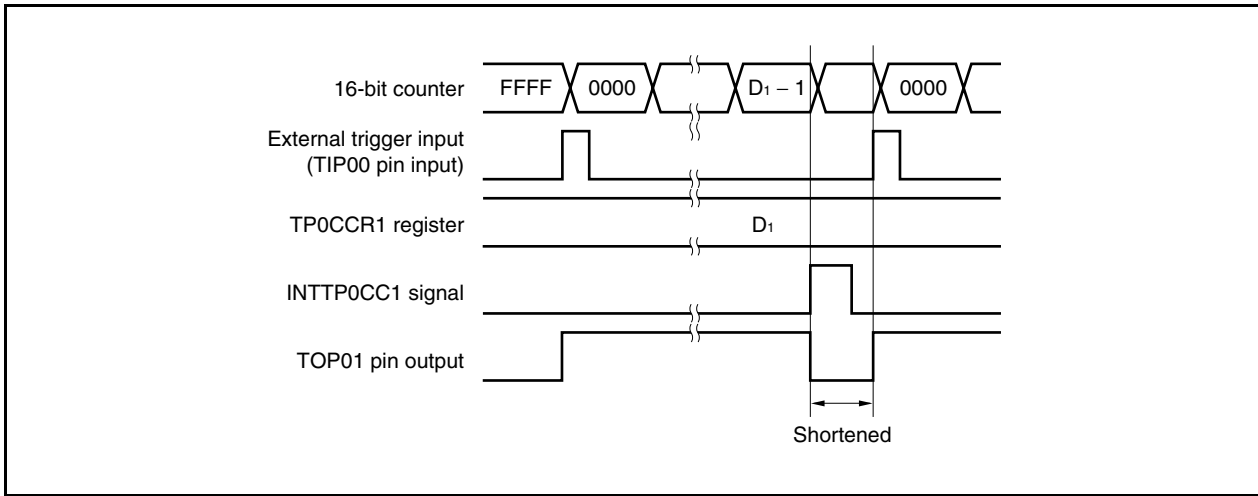 16-bit counter FFFF 0000 D₁ – 1 0000
External trigger input
(TIP00 pin input)
TP0CCR1 register D₁
INTTP0CC1 signal
TOP01 pin output
Shortened